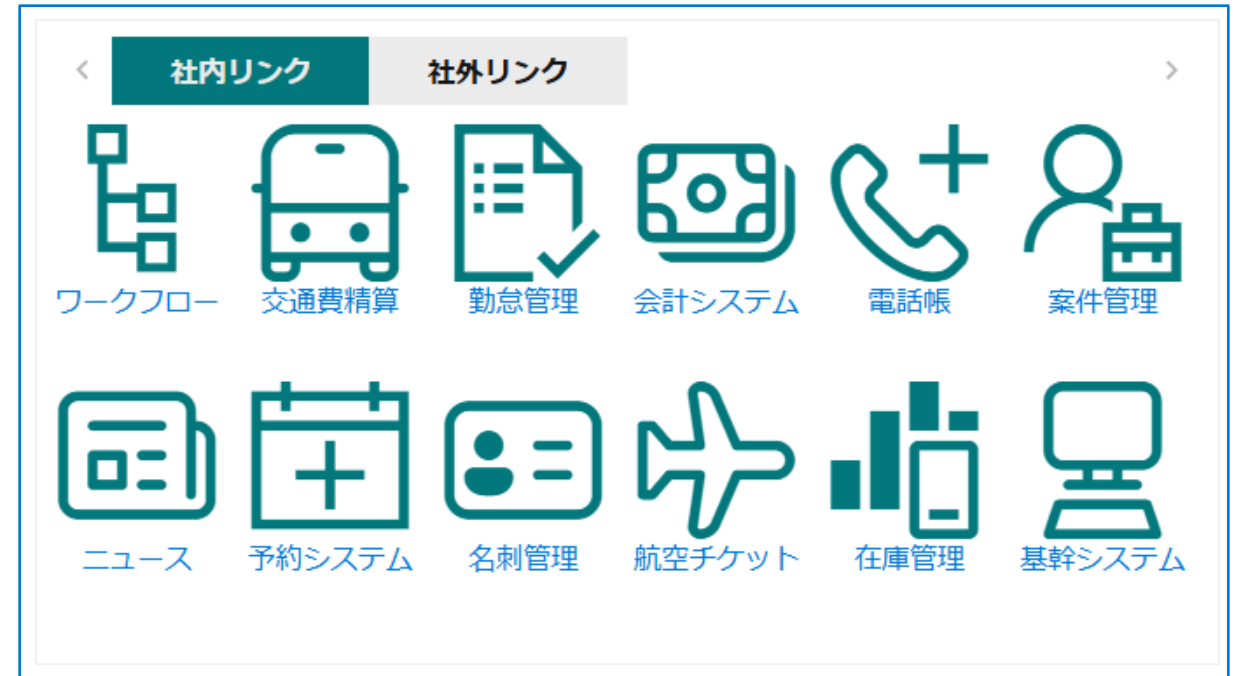 社内リンク 社外リンク
ワークフロー 交通費精算 勤怠管理 会計システム 電話帳 案件管理
ニュース 予約システム 名刺管理 航空チケット 在庫管理 基幹システム